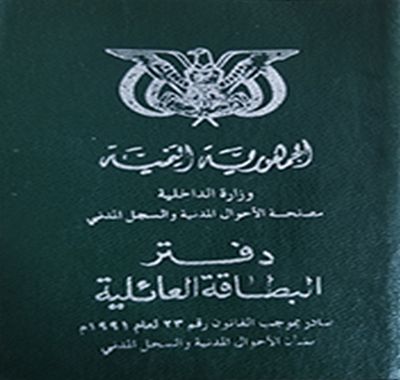 الجمهورية اليمنية
وزارة الداخلية
مصلحة الأحوال المدنية والسجل المدني
دفتر
البطاقة العائلية
صادر بموجب القانون رقم ٢٣ لعام ١٩٩١م
بشأن الأحوال المدنية والسجل المدني